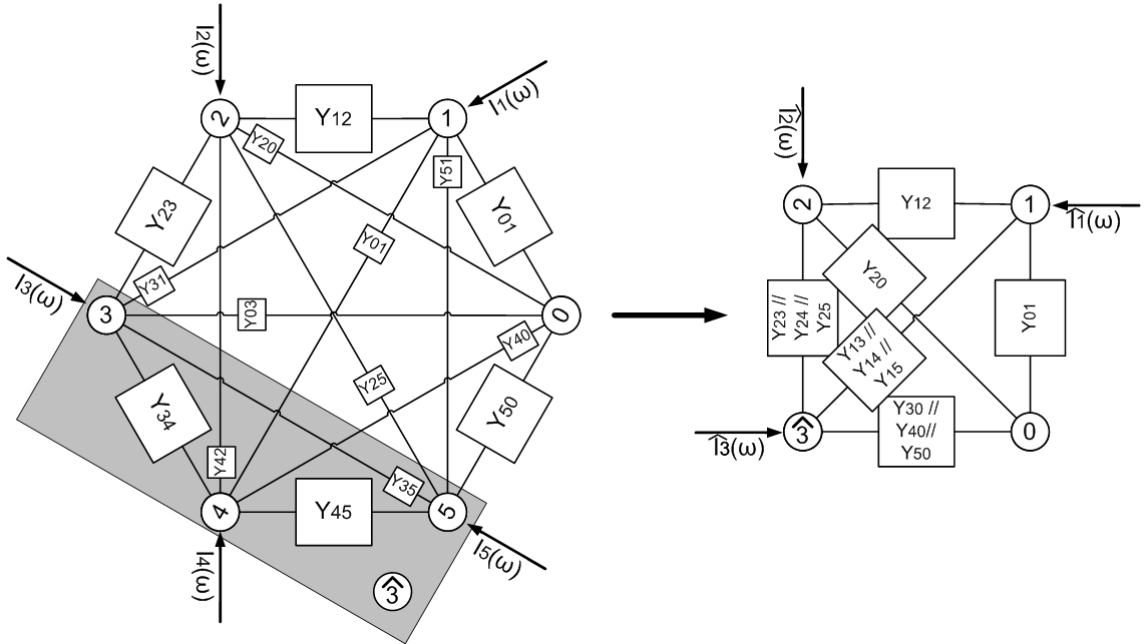 I2(ω)
I1(ω)
2
Y12
1
Y20
Y51
Y23
Y01
Y01
I3(ω)
Y31
3
Y03
0
Y40
Y25
Y34
Y50
Y42
Y35
4
Y45
5
I4(ω)
I5(ω)
3̂
Î2(ω)
2
Y12
1
Î1(ω)
Y20
Y23 //
Y24 //
Y25
Y01
Y13 //
Y14 //
Y15
Y30 //
Y40//
Y50
3̂
0
Î3(ω)